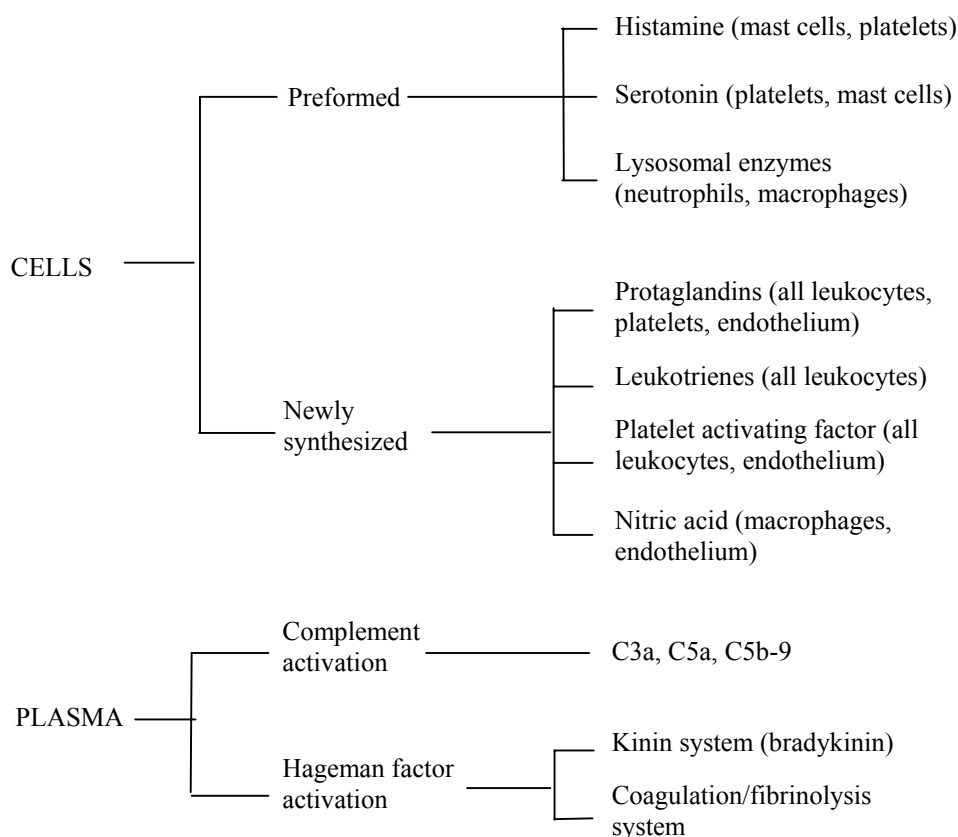 Histamine (mast cells, platelets)
Preformed
Serotonin (platelets, mast cells)
Lysosomal enzymes
(neutrophils, macrophages)
CELLS
Protaglandins (all leukocytes,
platelets, endothelium)
Leukotrienes (all leukocytes)
Newly
synthesized
Platelet activating factor (all
leukocytes, endothelium)
Nitric acid (macrophages,
endothelium)
Complement
activation
C3a, C5a, C5b-9
PLASMA
Kinin system (bradykinin)
Hageman factor
activation
Coagulation/fibrinolysis
system